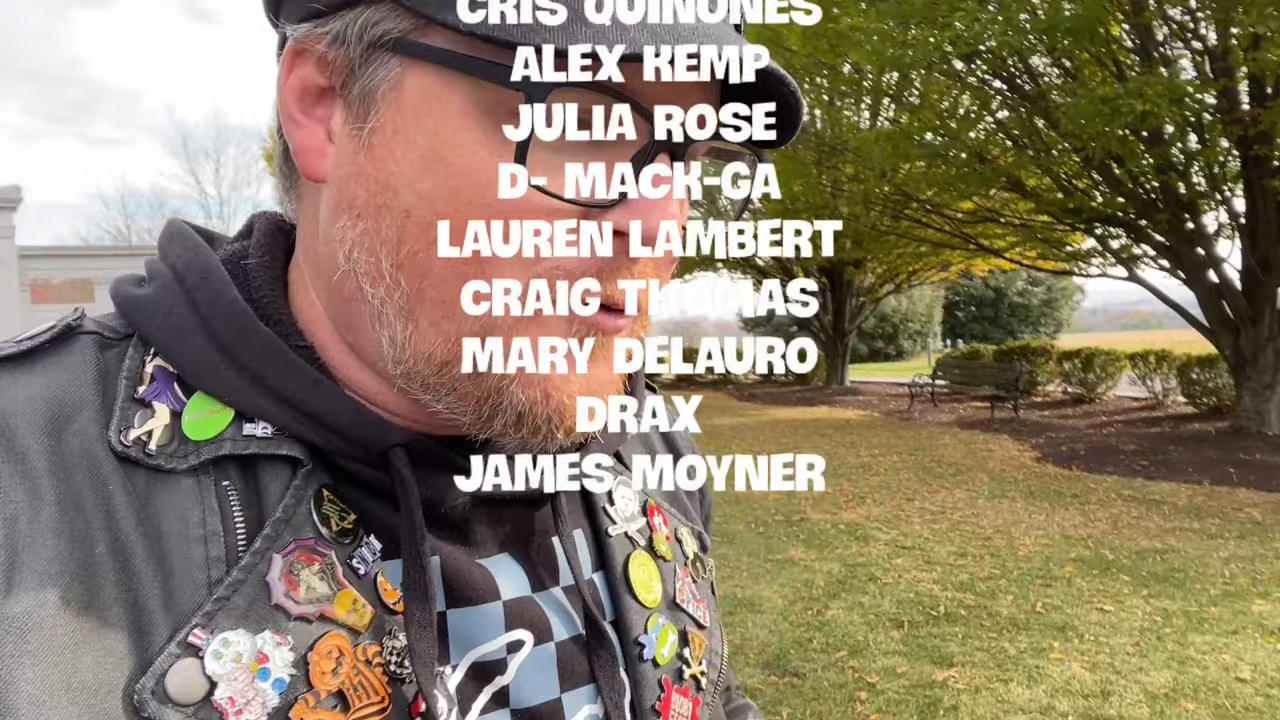 CRIS QUINONES
ALEX KEMP
JULIA ROSE
D- MACK-GA
LAUREN LAMBERT
CRAIG THOMAS
MARY DELAURO
DRAX
JAMES MOYNER